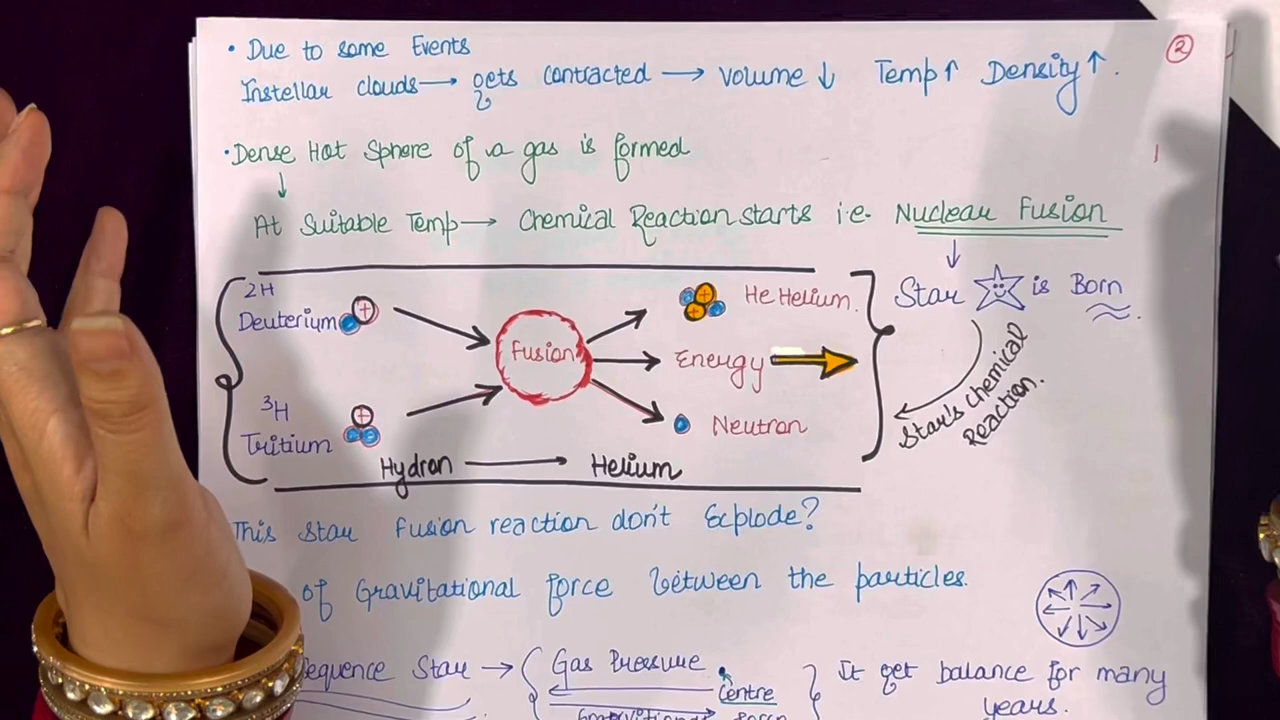 ②
• Due to some Events
Instellar clouds → gets contracted → volume ↓ Temp↑ Density↑.
• Dense Hot Sphere of a gas is formed
↓
At Suitable Temp → Chemical Reaction starts i.e. Nuclear Fusion
↓
Star is Born
2H
Deuterium
+
Fusion
He Helium.
Energy
3H
Tritium
+
Neutron
Hydron → Helium
Star's Chemical
Reaction.
This Star Fusion reaction don't Ecplode?
of Gravitational force between the particles.
Sequence Star → Gas Pressure
Centre
It get balance for many
years.